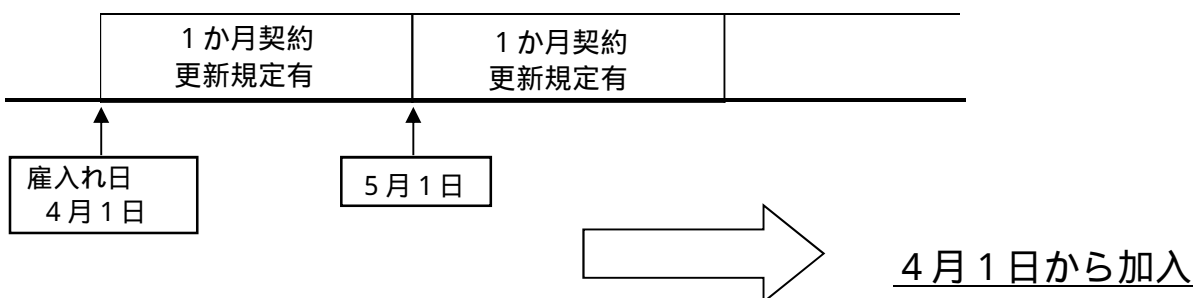 １か月契約
更新規定有
１か月契約
更新規定有
雇入れ日
４月１日
５月１日
４月１日から加入